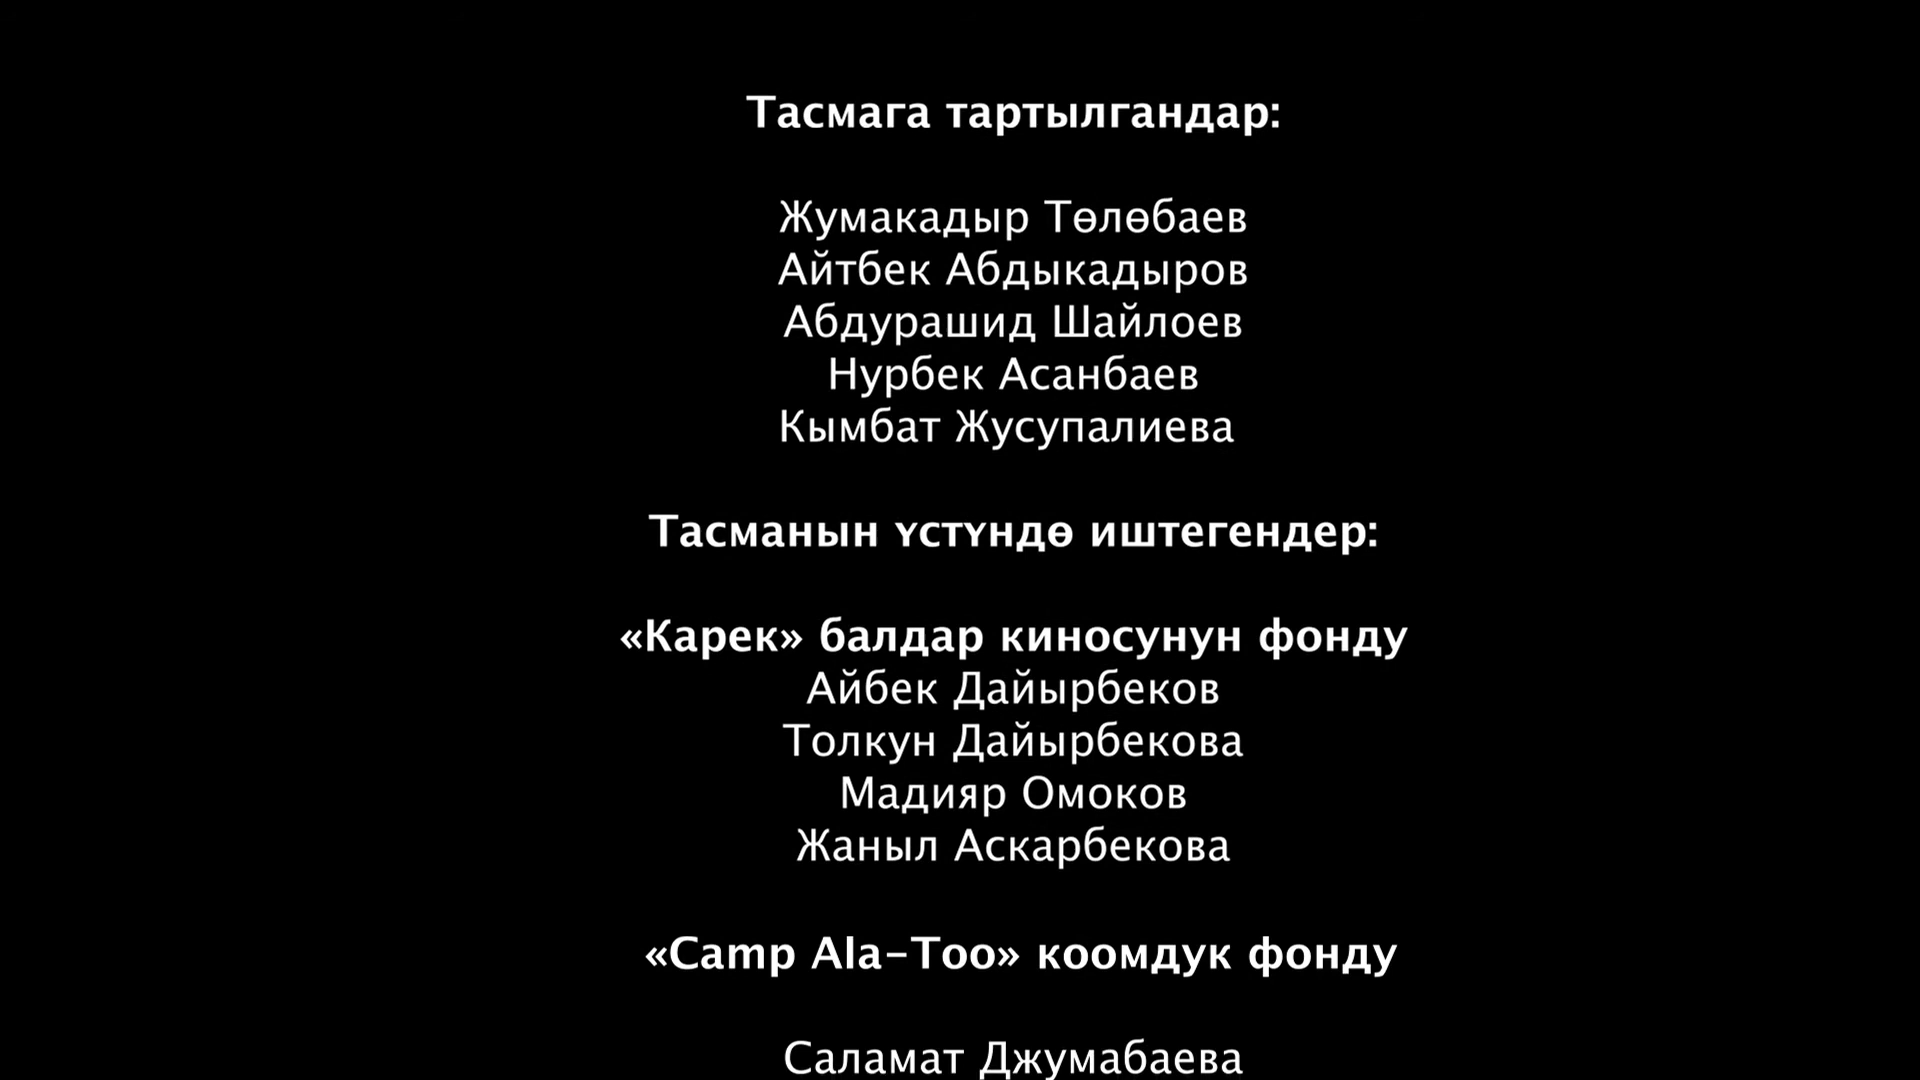 Тасмага тартылгандар:
Жумакадыр Төлөбаев
Айтбек Абдыкадыров
Абдурашид Шайлоев
Нурбек Асанбаев
Кымбат Жусупалиева
Тасманын үстүндө иштегендер:
«Карек» балдар киносунун фонду
Айбек Дайырбеков
Толкун Дайырбекова
Мадияр Омоков
Жаныл Аскарбекова
«Camp Ala-Too» коомдук фонду
Саламат Джумабаева